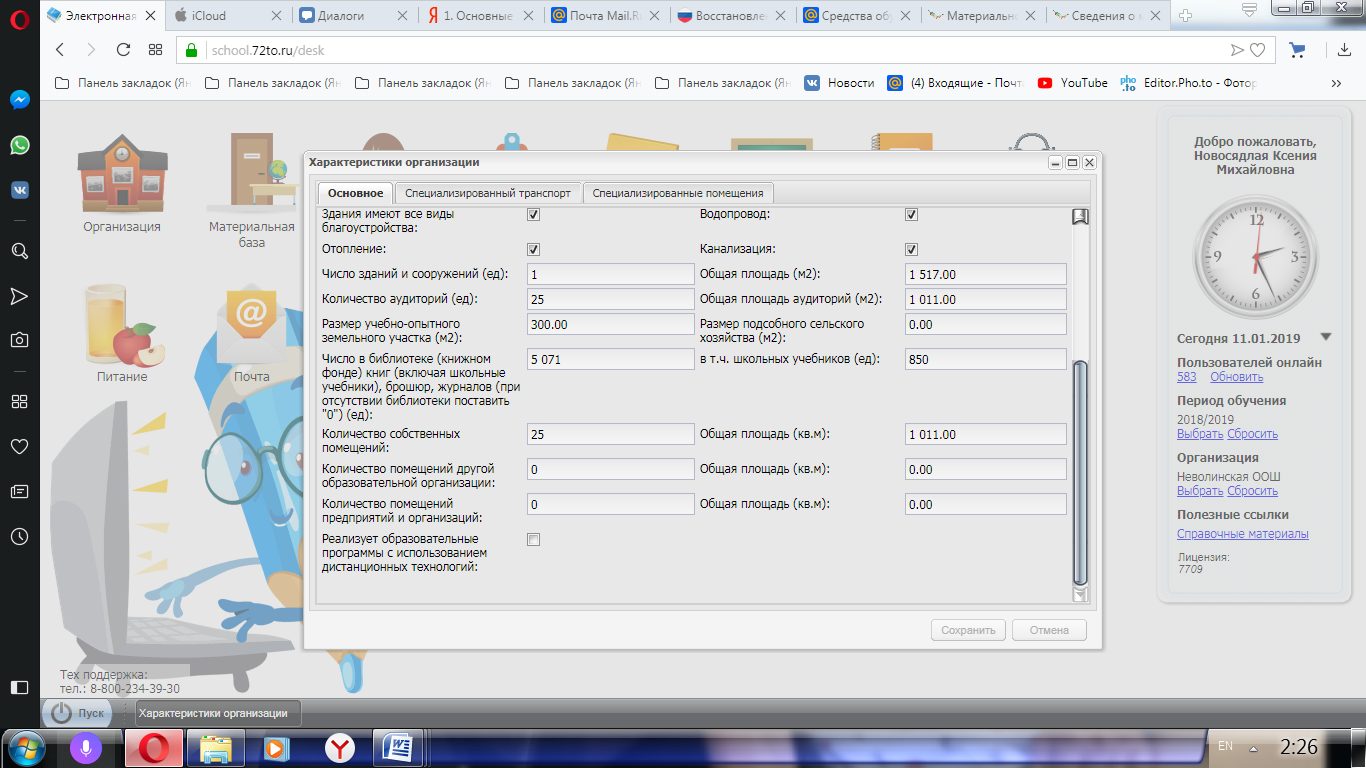 Электронная
iCloud
Диалоги
1. Основные
Почта Mail.R
Восстановле
Средства об
Материально
Сведения о м
school.72to.ru/desk
Панель закладок (Ян
Панель закладок (Ян
Панель закладок (Ян
Панель закладок (Ян
Панель закладок (Ян
Новости
(4) Входящие - Почт
YouTube
pho.to
Editor.Pho.to - Фотор
Организация
Материальная
база
Питание
Почта
Тех поддержка:
тел.: 8-800-234-39-30
Характеристики организации
Основное
Специализированный транспорт
Специализированные помещения
Здания имеют все виды
благоустройства:
Водопровод:
Отопление:
Канализация:
Число зданий и сооружений (ед): 1
Общая площадь (м2): 1 517.00
Количество аудиторий (ед): 25
Общая площадь аудиторий (м2): 1 011.00
Размер учебно-опытного
земельного участка (м2): 300.00
Размер подсобного сельского
хозяйства (м2): 0.00
Число в библиотеке (книжном
фонде) книг (включая школьные
учебники), брошюр, журналов (при
отсутствии библиотеки поставить
"0") (ед): 5 071
в т.ч. школьных учебников (ед): 850
Количество собственных
помещений: 25
Общая площадь (кв.м): 1 011.00
Количество помещений другой
образовательной организации: 0
Общая площадь (кв.м): 0.00
Количество помещений
предприятий и организаций: 0
Общая площадь (кв.м): 0.00
Реализует образовательные
программы с использованием
дистанционных технологий:
Сохранить
Отмена
Добро пожаловать,
Новосядлая Ксения
Михайловна
12
3
6
9
Сегодня 11.01.2019
Пользователей онлайн
583 Обновить
Период обучения
2018/2019
Выбрать Сбросить
Организация
Неволинская ООШ
Выбрать Сбросить
Полезные ссылки
Справочные материалы
Лицензия:
7709
Пуск
Характеристики организации
EN
2:26